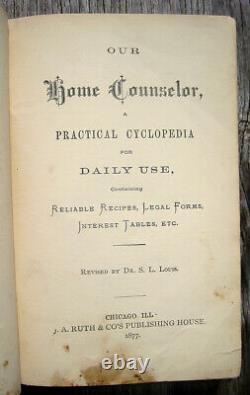 OUR
Home Counselor,
A
PRACTICAL CYCLOPEDIA
FOR
DAILY USE,
Containing
RELIABLE RECIPES, LEGAL FORMS,
INTEREST TABLES, ETC.
REVISED BY DR. S. L. LOUIS.
CHICAGO, ILL.
J. A. RUTH & CO'S PUBLISHING HOUSE.
1877.